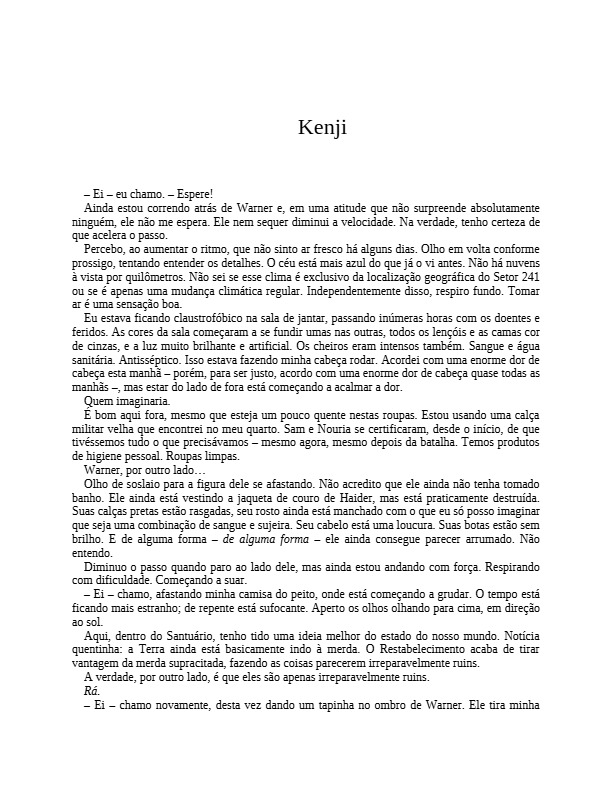 Kenji
– Ei – eu chamo. – Espere!
Ainda estou correndo atrás de Warner e, em uma atitude que não surpreende absolutamente
ninguém, ele não me espera. Ele nem sequer diminui a velocidade. Na verdade, tenho certeza de
que acelera o passo.
Percebo, ao aumentar o ritmo, que não sinto ar fresco há alguns dias. Olho em volta conforme
prossigo, tentando entender os detalhes. O céu está mais azul do que já o vi antes. Não há nuvens
à vista por quilômetros. Não sei se esse clima é exclusivo da localização geográfica do Setor 241
ou se é apenas uma mudança climática regular. Independentemente disso, respiro fundo. Tomar
ar é uma sensação boa.
Eu estava ficando claustrofóbico na sala de jantar, passando inúmeras horas com os doentes e
feridos. As cores da sala começaram a se fundir umas nas outras, todos os lençóis e as camas cor
de cinzas, e a luz muito brilhante e artificial. Os cheiros eram intensos também. Sangue e água
sanitária. Antisséptico. Isso estava fazendo minha cabeça rodar. Acordei com uma enorme dor de
cabeça esta manhã – porém, para ser justo, acordo com uma enorme dor de cabeça quase todas as
manhãs –, mas estar do lado de fora está começando a acalmar a dor.
Quem imaginaria.
É bom aqui fora, mesmo que esteja um pouco quente nestas roupas. Estou usando uma calça
militar velha que encontrei no meu quarto. Sam e Nouria se certificaram, desde o início, de que
tivéssemos tudo o que precisávamos – mesmo agora, mesmo depois da batalha. Temos produtos
de higiene pessoal. Roupas limpas.
Warner, por outro lado…
Olho de soslaio para a figura dele se afastando. Não acredito que ele ainda não tenha tomado
banho. Ele ainda está vestindo a jaqueta de couro de Haider, mas está praticamente destruída.
Suas calças pretas estão rasgadas, seu rosto ainda está manchado com o que eu só posso imaginar
que seja uma combinação de sangue e sujeira. Seu cabelo está uma loucura. Suas botas estão sem
brilho. E de alguma forma – de alguma forma – ele ainda consegue parecer arrumado. Não
entendo.
Diminuo o passo quando paro ao lado dele, mas ainda estou andando com força. Respirando
com dificuldade. Começando a suar.
– Ei – chamo, afastando minha camisa do peito, onde está começando a grudar. O tempo está
ficando mais estranho; de repente está sufocante. Aperto os olhos olhando para cima, em direção
ao sol.
Aqui, dentro do Santuário, tenho tido uma ideia melhor do estado do nosso mundo. Notícia
quentinha: a Terra ainda está basicamente indo à merda. O Restabelecimento acaba de tirar
vantagem da merda supracitada, fazendo as coisas parecerem irreparavelmente ruins.
A verdade, por outro lado, é que eles são apenas irreparavelmente ruins.
Rá.
– Ei – chamo novamente, desta vez dando um tapinha no ombro de Warner. Ele tira minha